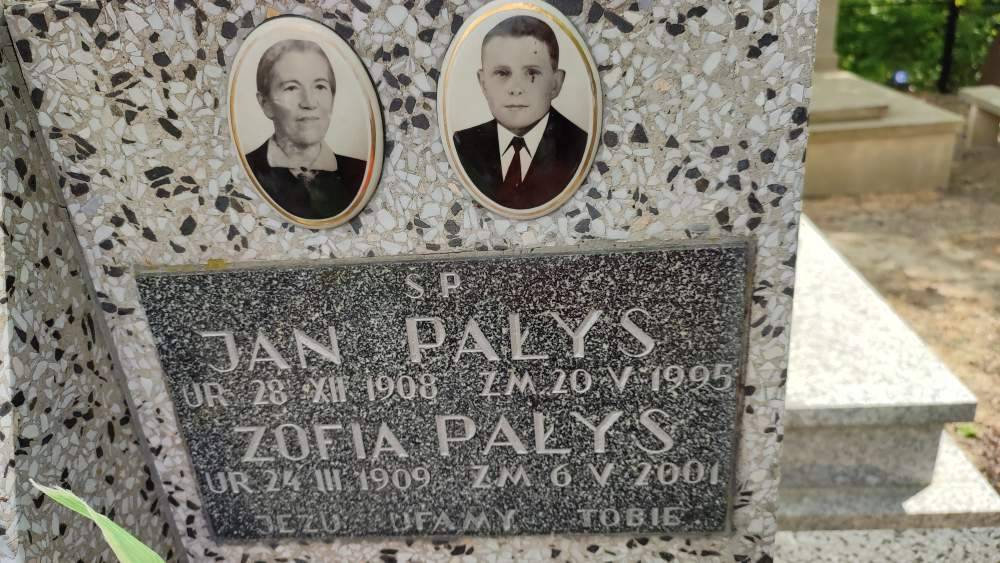 SP
JAN PAŁYS
UR. 28 XII 1908 ZM. 20. V. 1995
ZOFIA PAŁYS
UR. 24 III 1909 ZM 6 V 2001
JEZU UFAMY TOBIE